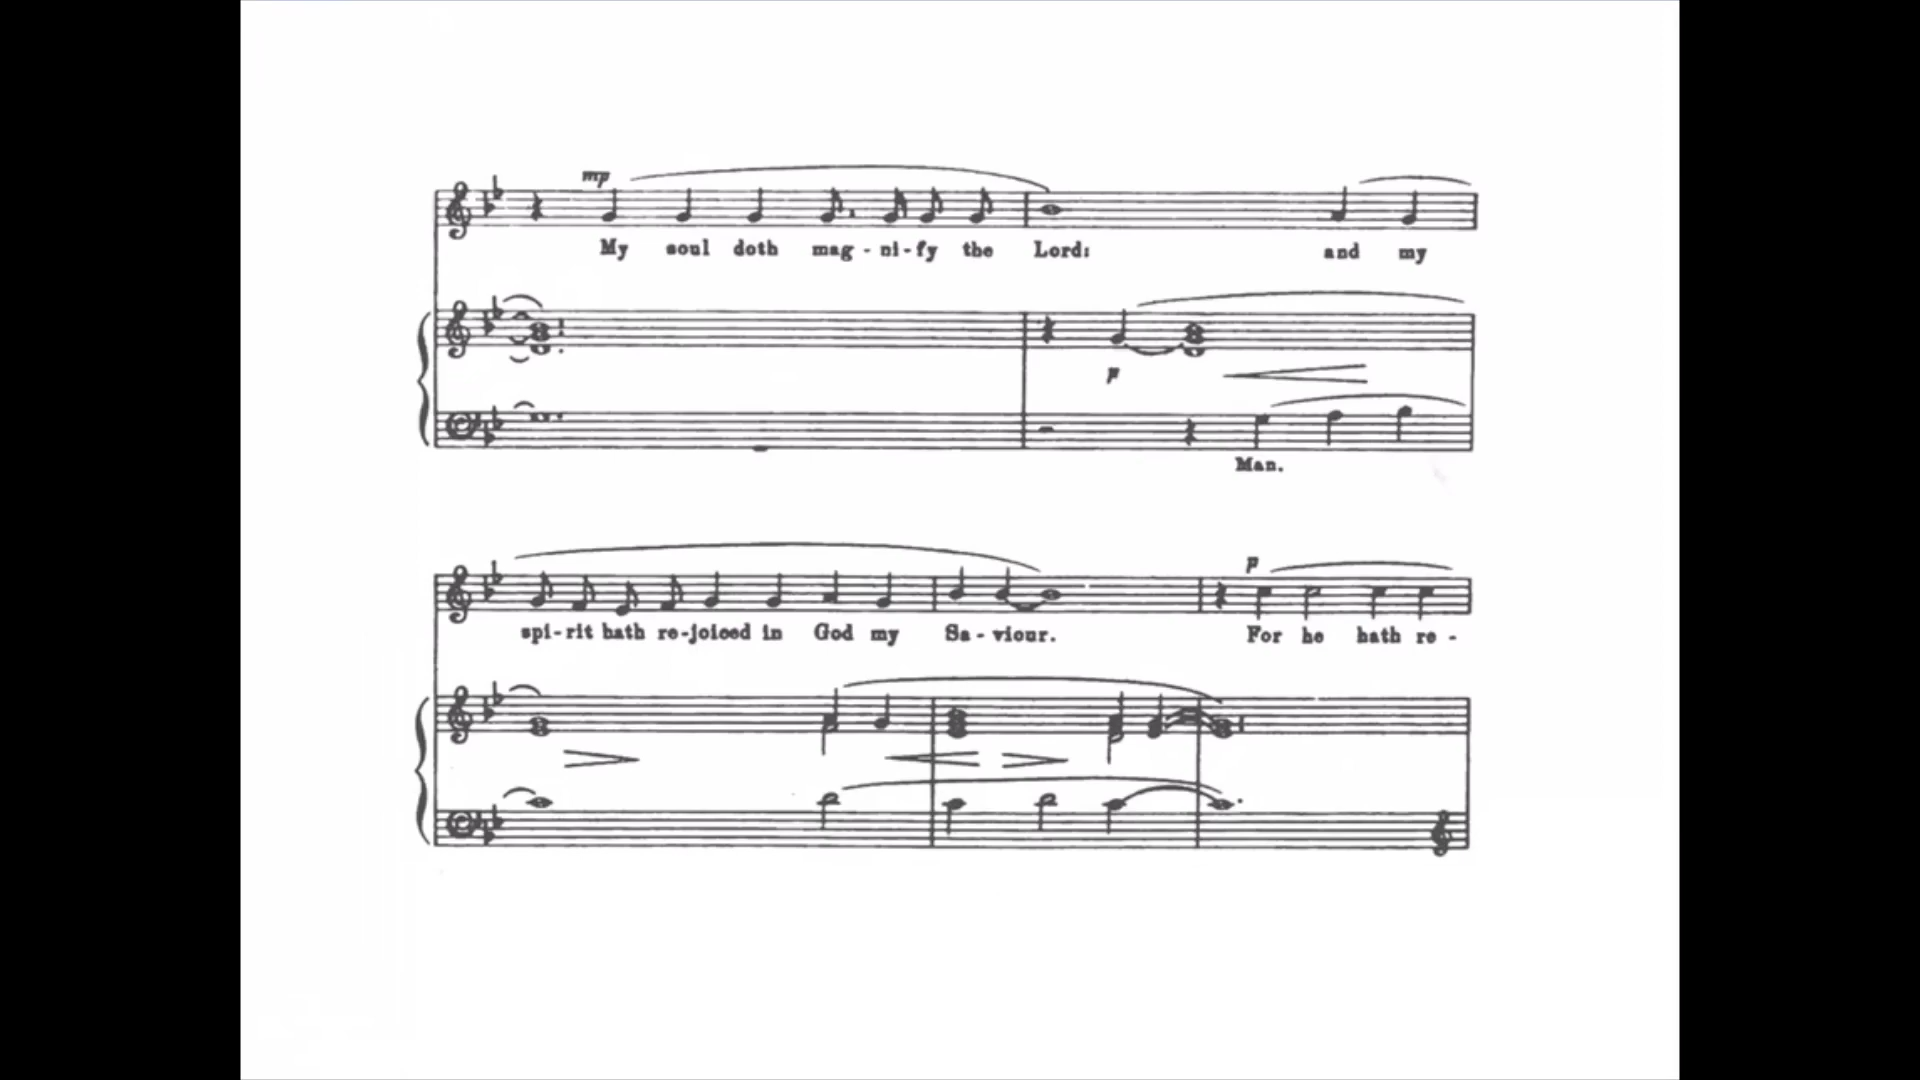 mp
My soul doth mag - ni - fy the Lord: and my
p
Man.
p
spi - rit hath re - joiced in God my Sa - viour. For he hath re -